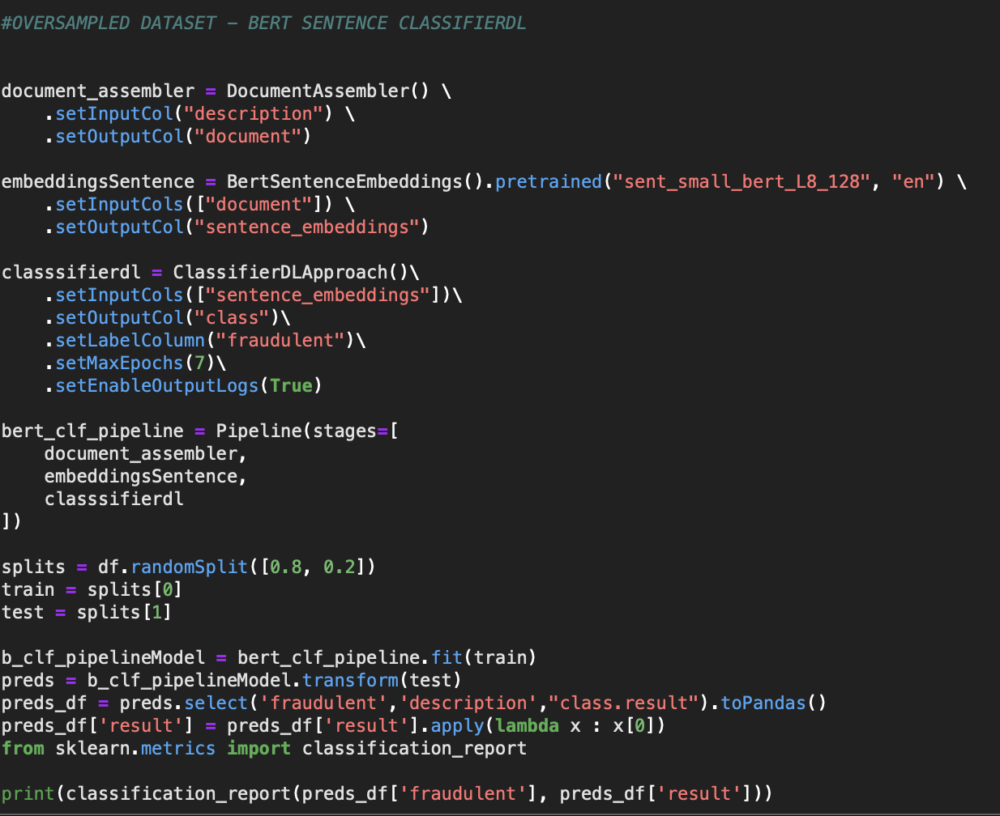 #OVERSAMPLED DATASET – BERT SENTENCE CLASSIFIERDL
document_assembler = DocumentAssembler() \
    .setInputCol("description") \
    .setOutputCol("document")
embeddingsSentence = BertSentenceEmbeddings().pretrained("sent_small_bert_L8_128", "en") \
    .setInputCols(["document"]) \
    .setOutputCol("sentence_embeddings")
classsifierdl = ClassifierDLApproach()\
    .setInputCols(["sentence_embeddings"])\
    .setOutputCol("class")\
    .setLabelColumn("fraudulent")\
    .setMaxEpochs(7)\
    .setEnableOutputLogs(True)
bert_clf_pipeline = Pipeline(stages=[
    document_assembler,
    embeddingsSentence,
    classsifierdl
])
splits = df.randomSplit([0.8, 0.2])
train = splits[0]
test = splits[1]
b_clf_pipelineModel = bert_clf_pipeline.fit(train)
preds = b_clf_pipelineModel.transform(test)
preds_df = preds.select('fraudulent','description',"class.result").toPandas()
preds_df['result'] = preds_df['result'].apply(lambda x : x[0])
from sklearn.metrics import classification_report
print(classification_report(preds_df['fraudulent'], preds_df['result']))